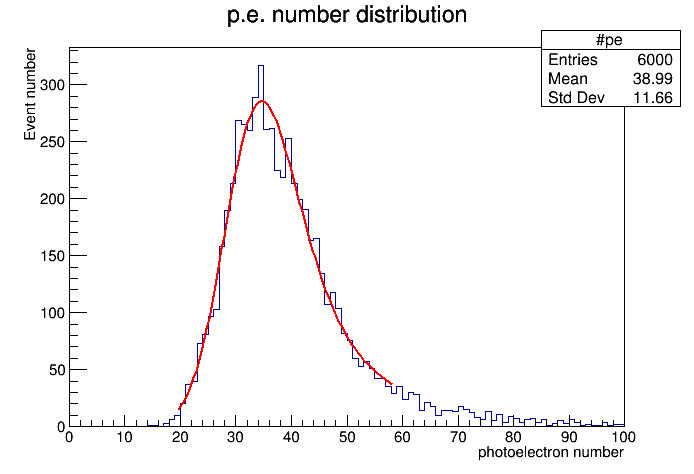 p.e. number distribution
#pe
Entries 6000
Mean 38.99
Std Dev 11.66
Event number
300
250
200
150
100
50
0
0 10 20 30 40 50 60 70 80 90 100
photoelectron number